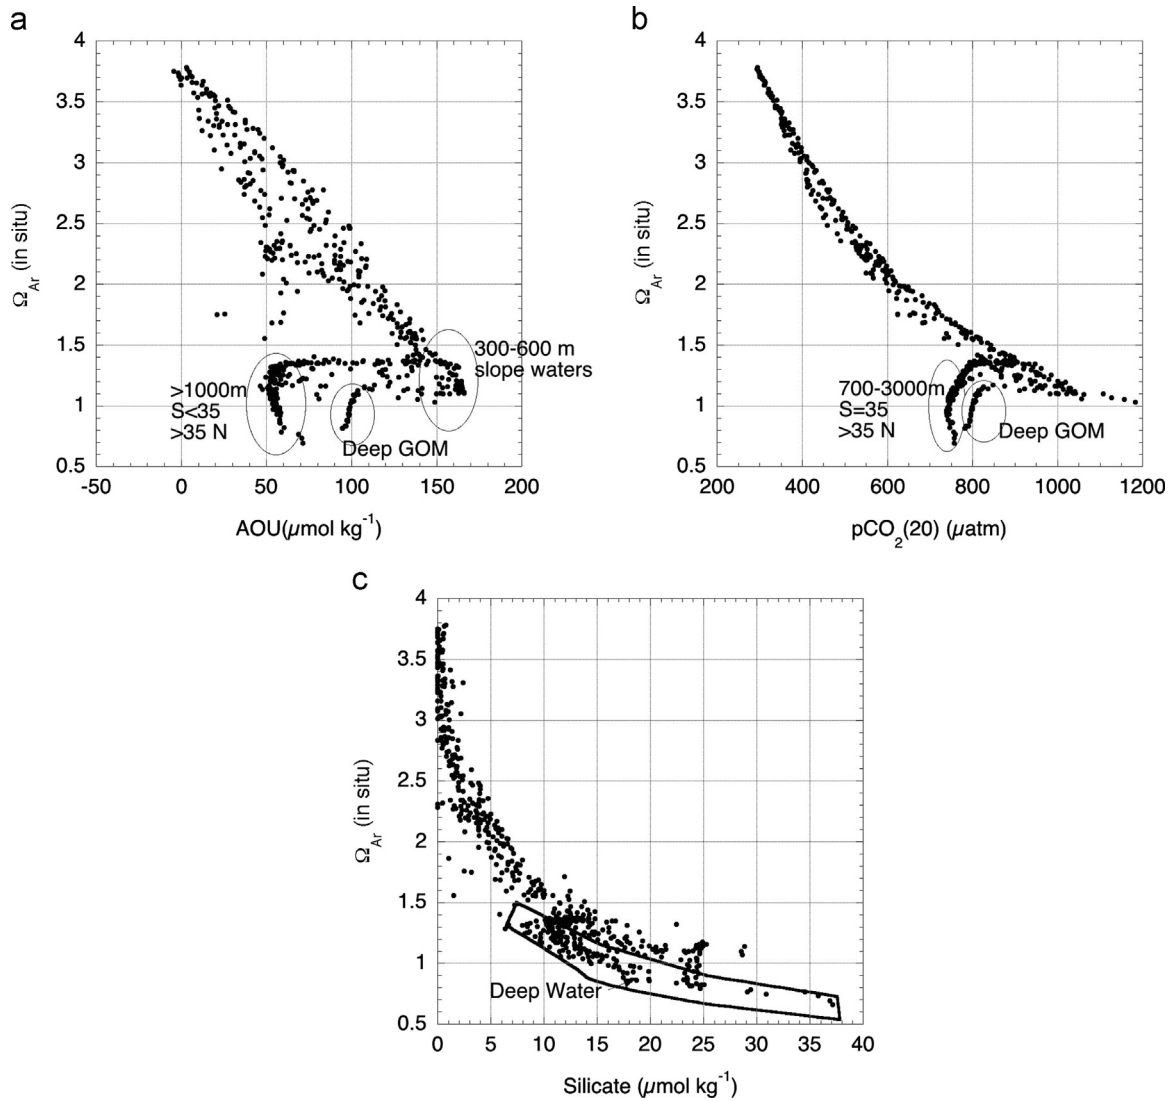 a
4
3.5
3
2.5
2
1.5
1
0.5
Ω_Ar (in situ)
300-600 m
slope waters
>1000m
S<35
>35 N
Deep GOM
-50 0 50 100 150 200
AOU(µmol kg⁻¹)
b
4
3.5
3
2.5
2
1.5
1
0.5
Ω_Ar (in situ)
700-3000m
S=35
>35 N
Deep GOM
200 400 600 800 1000 1200
pCO₂(20) (µatm)
c
4
3.5
3
2.5
2
1.5
1
0.5
Ω_Ar (in situ)
Deep Water
0 5 10 15 20 25 30 35 40
Silicate (µmol kg⁻¹)